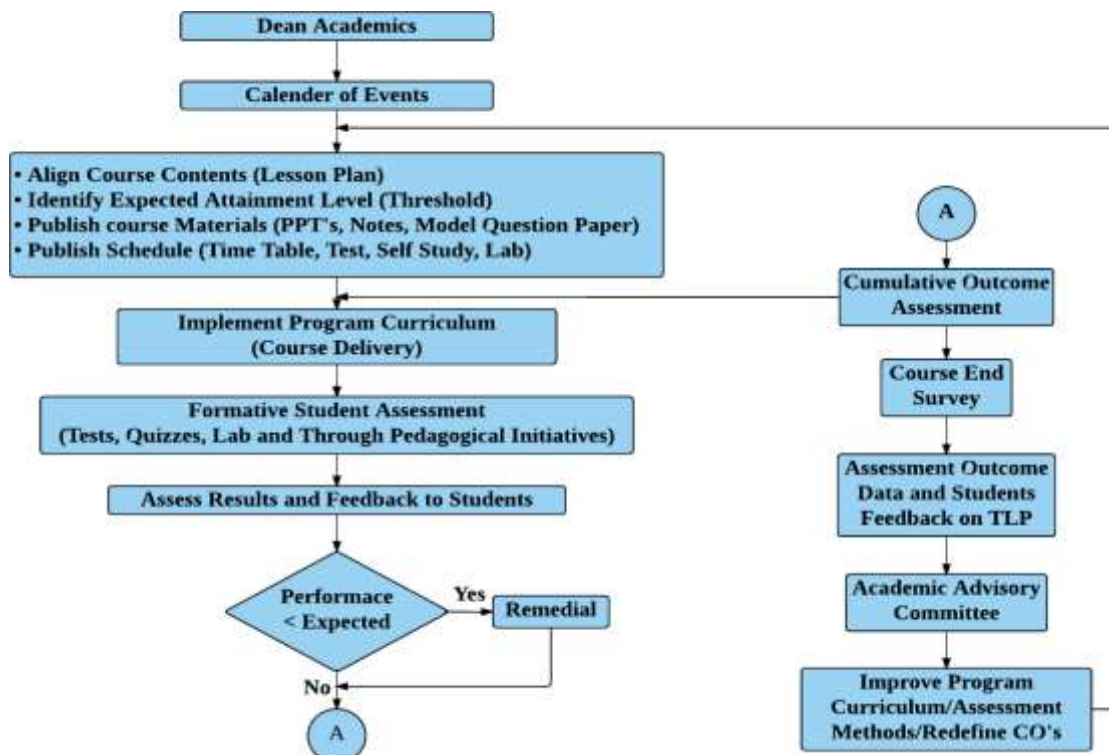 Dean Academics
Calender of Events
• Align Course Contents (Lesson Plan)
• Identify Expected Attainment Level (Threshold)
• Publish course Materials (PPT's, Notes, Model Question Paper)
• Publish Schedule (Time Table, Test, Self Study, Lab)
Implement Program Curriculum
(Course Delivery)
Formative Student Assessment
(Tests, Quizzes, Lab and Through Pedagogical Initiatives)
Assess Results and Feedback to Students
Performace
< Expected
Yes
Remedial
No
A
A
Cumulative Outcome
Assessment
Course End
Survey
Assessment Outcome
Data and Students
Feedback on TLP
Academic Advisory
Committee
Improve Program
Curriculum/Assessment
Methods/Redefine CO's